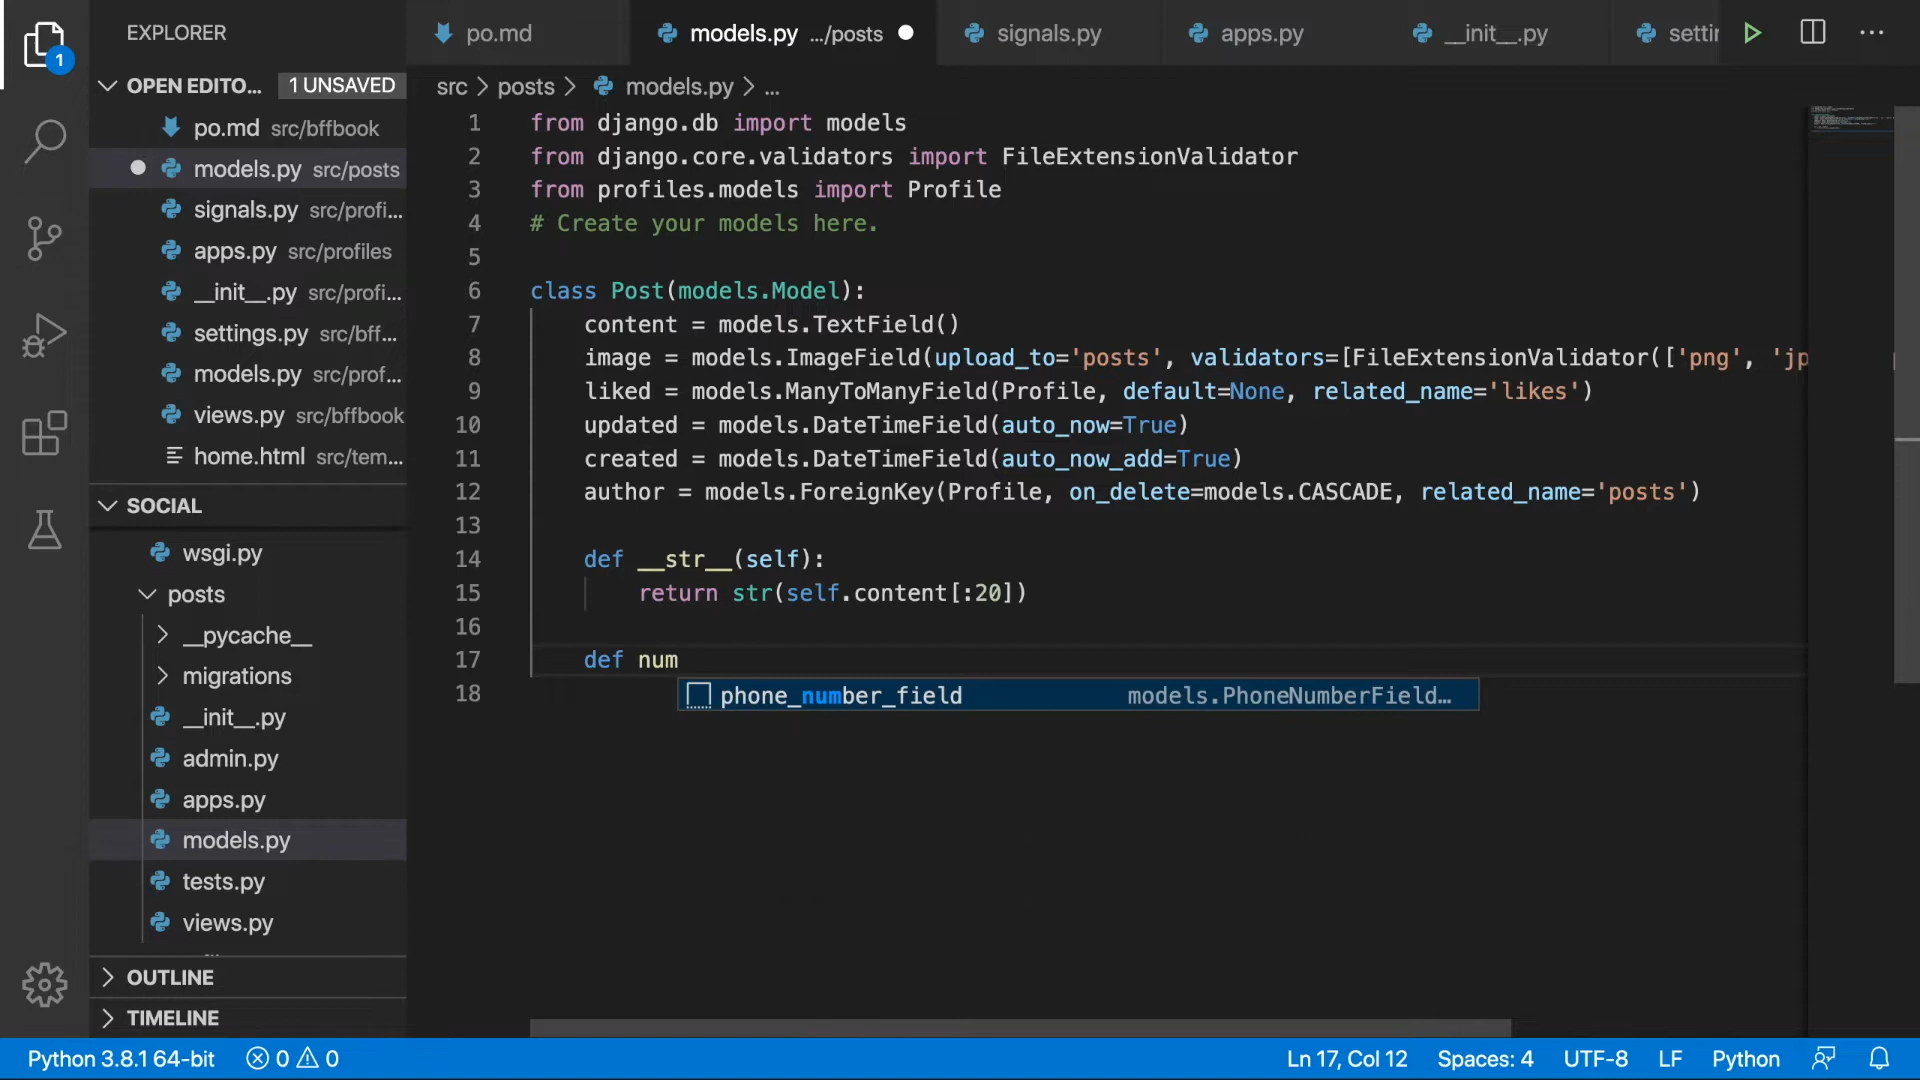 EXPLORER
OPEN EDITO... 1 UNSAVED
po.md src/bffbook
models.py src/posts
signals.py src/profi...
apps.py src/profiles
__init__.py src/profi...
settings.py src/bff...
models.py src/prof...
views.py src/bffbook
home.html src/tem...
SOCIAL
wsgi.py
posts
__pycache__
migrations
__init__.py
admin.py
apps.py
models.py
tests.py
views.py
OUTLINE
TIMELINE
1
po.md models.py .../posts signals.py apps.py __init__.py settin
src > posts > models.py > ...
1 from django.db import models
2 from django.core.validators import FileExtensionValidator
3 from profiles.models import Profile
4 # Create your models here.
5
6 class Post(models.Model):
7 content = models.TextField()
8 image = models.ImageField(upload_to='posts', validators=[FileExtensionValidator(['png', 'jp
9 liked = models.ManyToManyField(Profile, default=None, related_name='likes')
10 updated = models.DateTimeField(auto_now=True)
11 created = models.DateTimeField(auto_now_add=True)
12 author = models.ForeignKey(Profile, on_delete=models.CASCADE, related_name='posts')
13
14 def __str__(self):
15 return str(self.content[:20])
16
17 def num
phone_number_field models.PhoneNumberField...
18
Python 3.8.1 64-bit 0 0 Ln 17, Col 12 Spaces: 4 UTF-8 LF Python